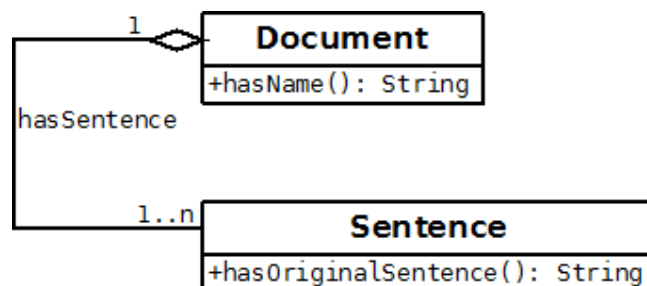 1
Document
+hasName(): String
hasSentence
1..n
Sentence
+hasOriginalSentence(): String